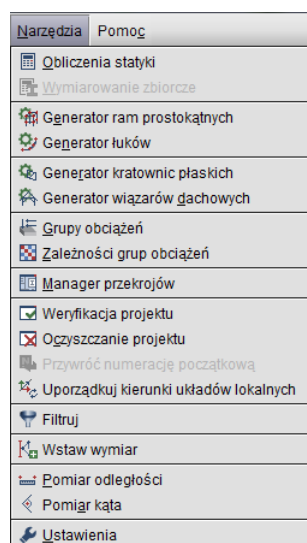 Narzędzia Pomoc
Obliczenia statyki
Wymiarowanie zbiorcze
Generator ram prostokątnych
Generator łuków
Generator kratownic płaskich
Generator wiązarów dachowych
Grupy obciążeń
Zależności grup obciążeń
Manager przekrojów
Weryfikacja projektu
Oczyszczanie projektu
Przywróć numerację początkową
Uporządkuj kierunki układów lokalnych
Filtruj
Wstaw wymiar
Pomiar odległości
Pomiar kąta
Ustawienia